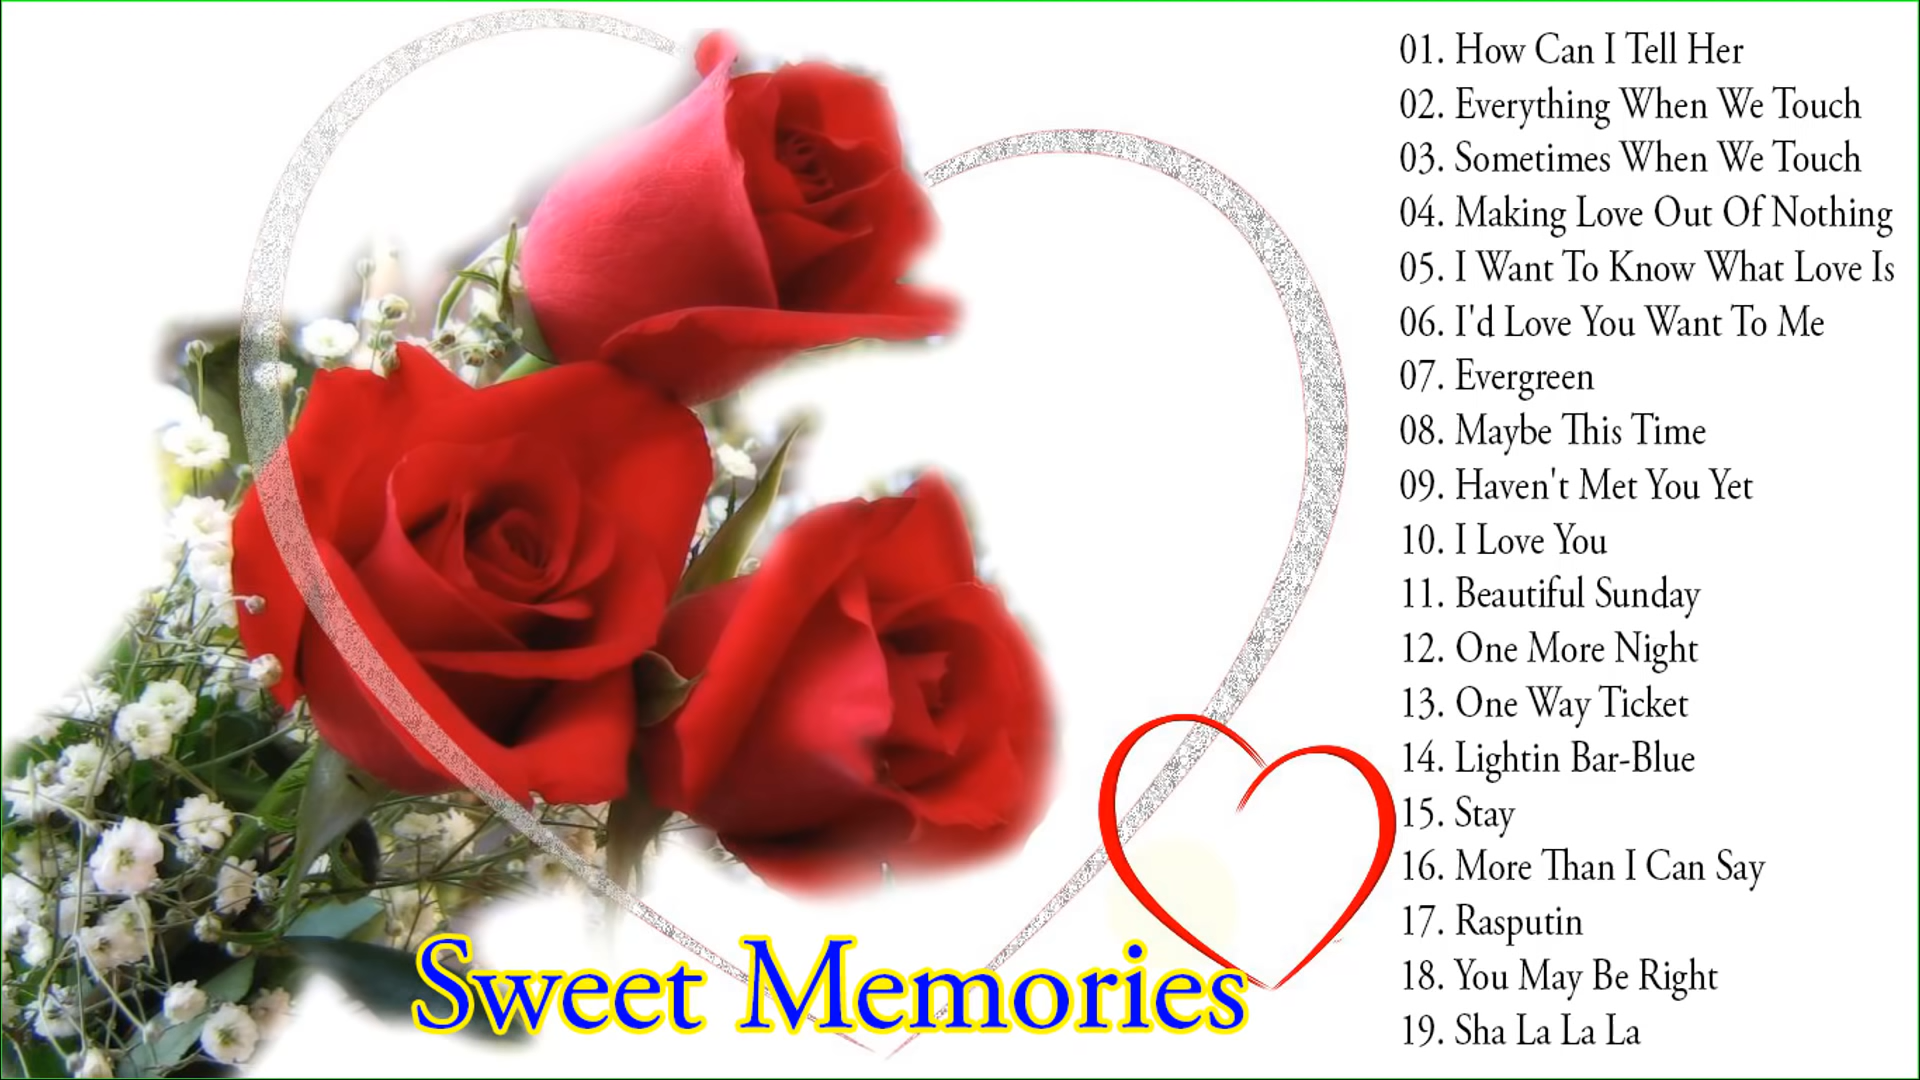 01. How Can I Tell Her
02. Everything When We Touch
03. Sometimes When We Touch
04. Making Love Out Of Nothing
05. I Want To Know What Love Is
06. I'd Love You Want To Me
07. Evergreen
08. Maybe This Time
09. Haven't Met You Yet
10. I Love You
11. Beautiful Sunday
12. One More Night
13. One Way Ticket
14. Lightin Bar-Blue
15. Stay
16. More Than I Can Say
17. Rasputin
18. You May Be Right
19. Sha La La La
Sweet Memories